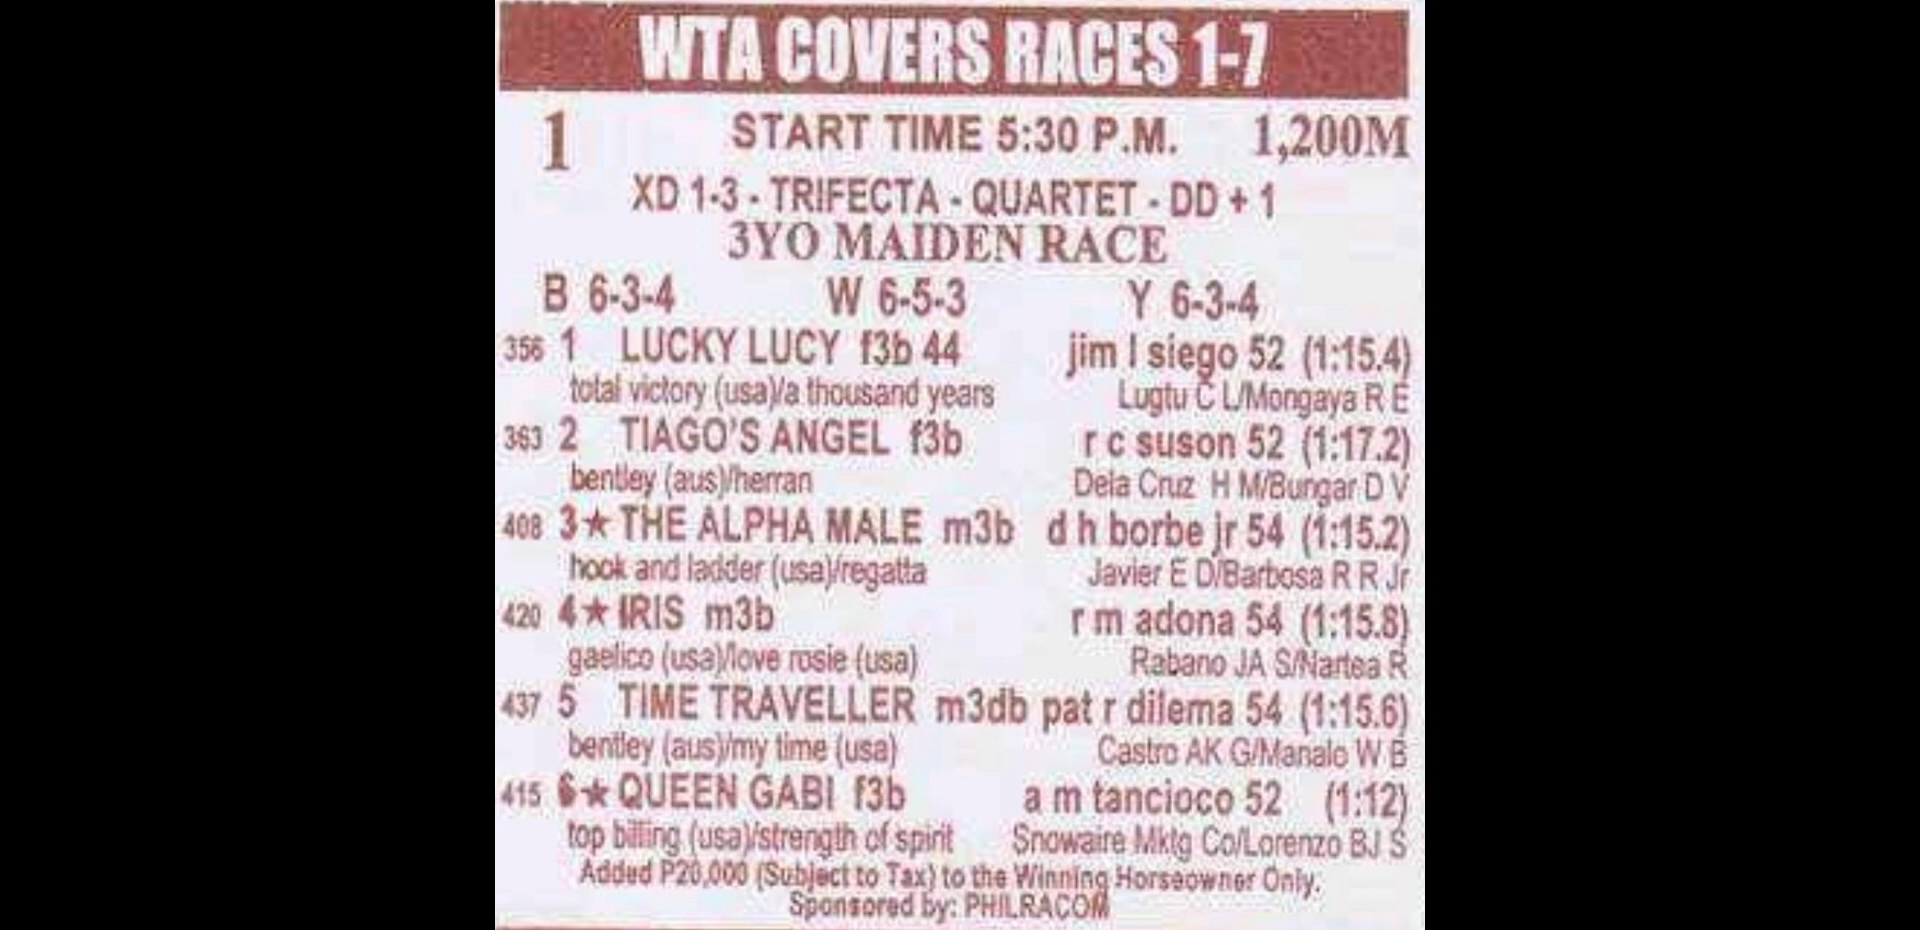 WTA COVERS RACES 1-7
1 START TIME 5:30 P.M. 1,200M
XD 1-3 - TRIFECTA - QUARTET - DD + 1
3YO MAIDEN RACE
B 6-3-4 W 6-5-3 Y 6-3-4
356 1 LUCKY LUCY f3b 44 jim l siego 52 (1:15.4)
total victory (usa)/a thousand years Lugtu C L/Mongaya R E
363 2 TIAGO'S ANGEL f3b r c suson 52 (1:17.2)
bentley (aus)/herran Dela Cruz H M/Bungar D V
408 3★ THE ALPHA MALE m3b d h borbe jr 54 (1:15.2)
hook and ladder (usa)/regatta Javier E D/Barbosa R R Jr
420 4★ IRIS m3b r m adona 54 (1:15.8)
gaelico (usa)/love rosie (usa) Rabano JA S/Nartea R
437 5 TIME TRAVELLER m3db pat r dilema 54 (1:15.6)
bentley (aus)/my time (usa) Castro AK G/Manalo W B
415 6★ QUEEN GABI f3b a m tancioco 52 (1:12)
top billing (usa)/strength of spirit Snowaire Mktg Co/Lorenzo BJ S
Added P20,000 (Subject to Tax) to the Winning Horseowner Only.
Sponsored by: PHILRACOM